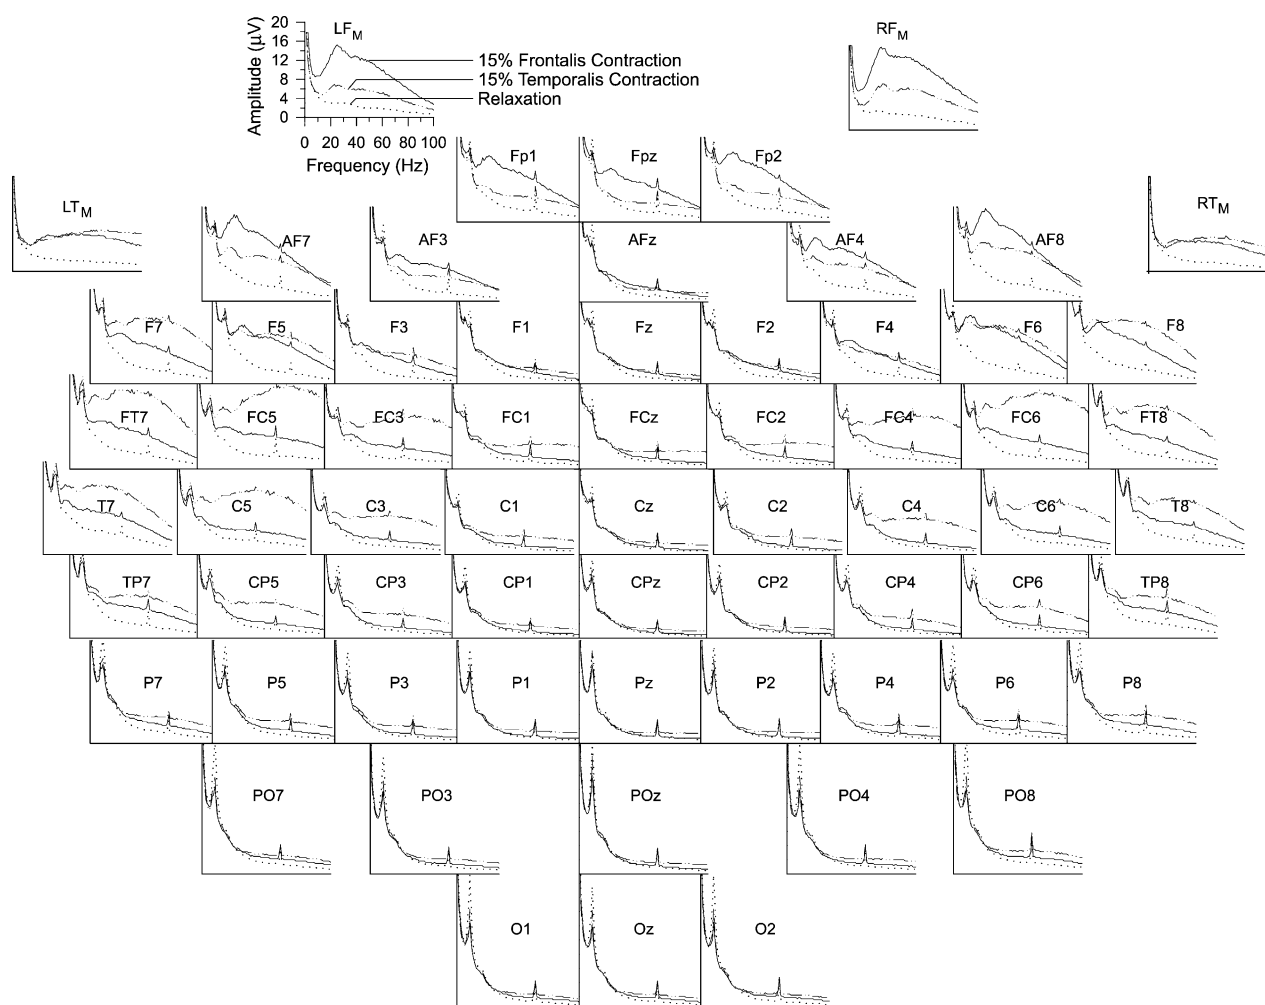 LF_M
RF_M
Amplitude (µV)
20
16
12
8
4
0
15% Frontalis Contraction
15% Temporalis Contraction
Relaxation
0 20 40 60 80 100
Frequency (Hz)
Fp1 Fpz Fp2
LT_M
RT_M
AF7 AF3 AFz AF4 AF8
F7 F5 F3 F1 Fz F2 F4 F6 F8
FT7 FC5 FC3 FC1 FCz FC2 FC4 FC6 FT8
T7 C5 C3 C1 Cz C2 C4 C6 T8
TP7 CP5 CP3 CP1 CPz CP2 CP4 CP6 TP8
P7 P5 P3 P1 Pz P2 P4 P6 P8
PO7 PO3 POz PO4 PO8
O1 Oz O2